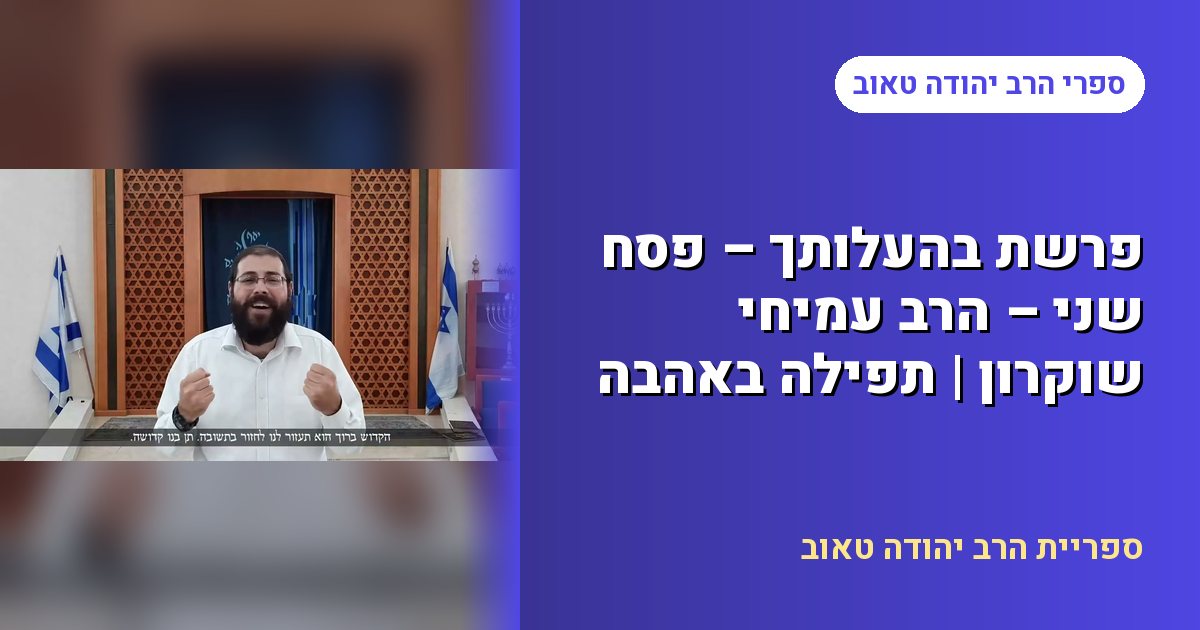 ספרי הרב יהודה טאוב
פרשת בהעלותך – פסח
שני – הרב עמיחי
שוקרון | תפילה באהבה
ספריית הרב יהודה טאוב
הקדוש ברוך הוא תעזור לנו לחזור בתשובה. תן בנו קדושה.